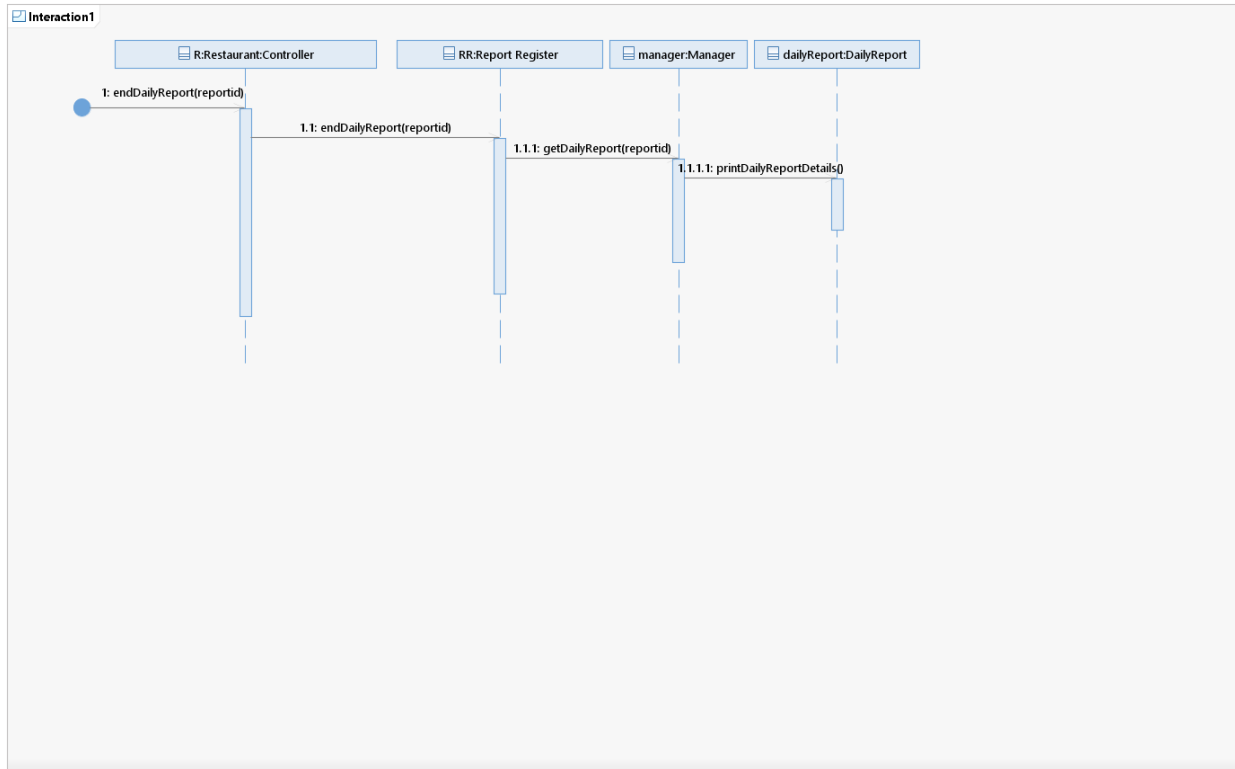 Interaction1
R:Restaurant:Controller
RR:Report Register
manager:Manager
dailyReport:DailyReport
1: endDailyReport(reportid)
1.1: endDailyReport(reportid)
1.1.1: getDailyReport(reportid)
1.1.1.1: printDailyReportDetails()